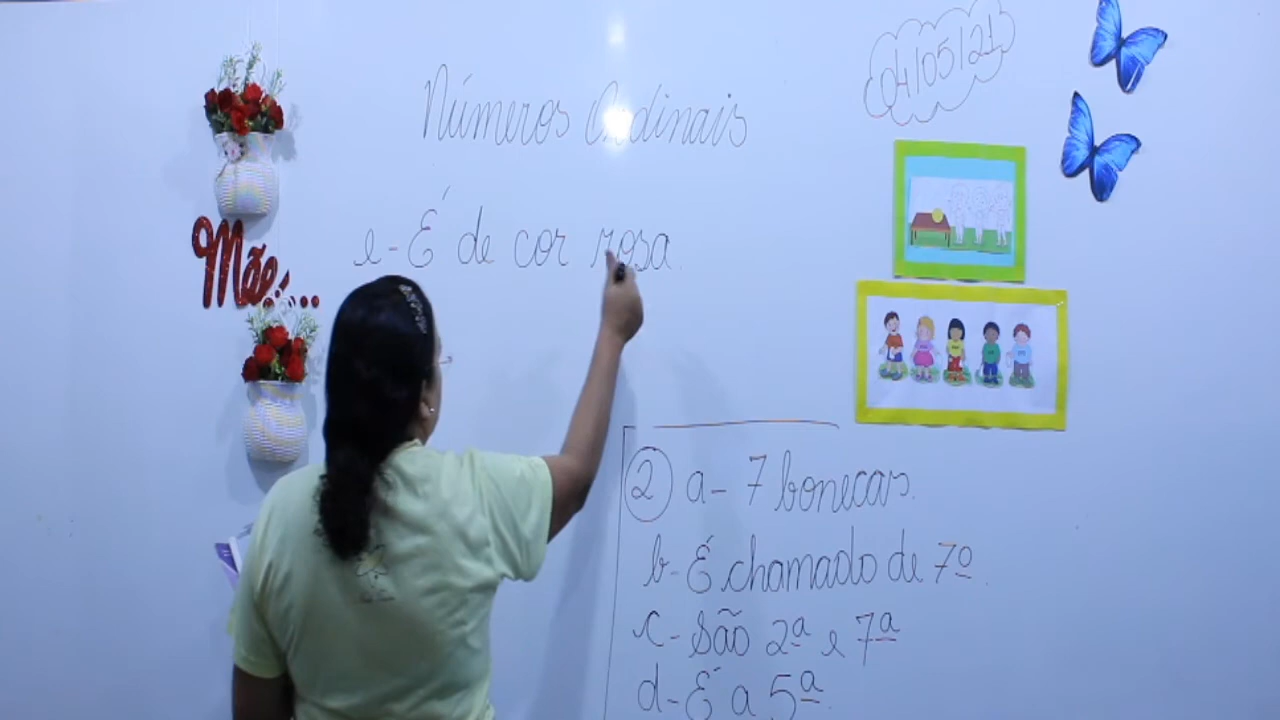 Números Ordinais
04/05/21
e- É de cor rosa.
Mãe...
2 a- 7 bonecas.
b- É chamado de 7º.
c- São 2ª e 7ª
d- É a 5ª